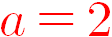 a = 2